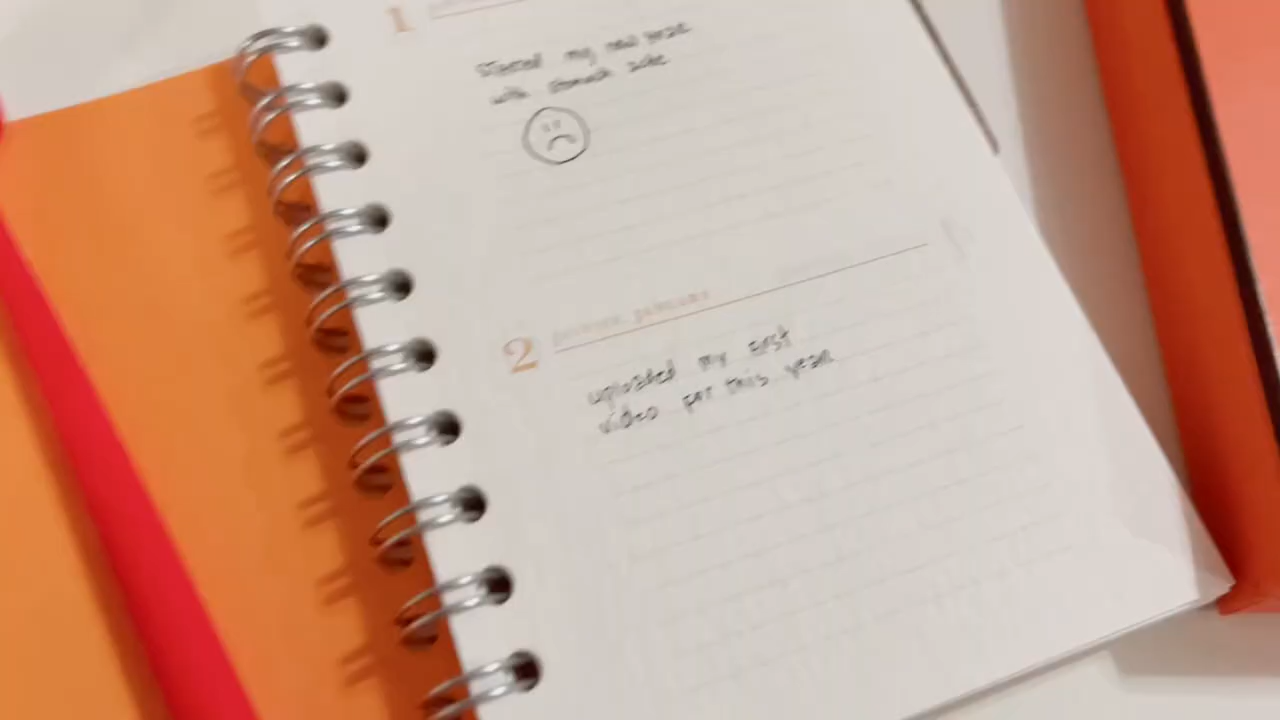 1
started my new year
with stomach ache
2
uploaded my first
video for this year